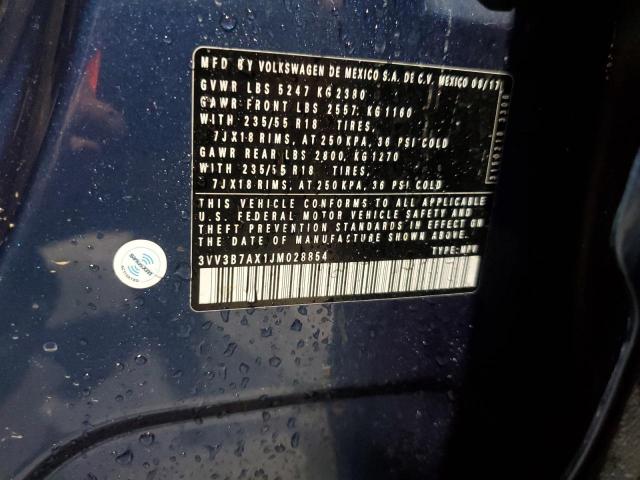 MFD BY VOLKSWAGEN DE MEXICO S.A. DE C.V. MEXICO 08/17
GVWR LBS 5247 KG 2380
GAWR FRONT LBS 2557, KG 1160
WITH 235/55 R18 TIRES,
7JX18 RIMS, AT 250 KPA, 36 PSI COLD
GAWR REAR LBS 2800, KG 1270
WITH 235/55 R18 TIRES,
7JX18 RIMS, AT 250 KPA, 36 PSI COLD.
THIS VEHICLE CONFORMS TO ALL APPLICABLE
U.S. FEDERAL MOTOR VEHICLE SAFETY AND
THEFT PREVENTION STANDARDS IN EFFECT ON
THE DATE OF MANUFACTURE SHOWN ABOVE.
3VV3B7AX1JM028854 TYPE: MPV
SIRIUSXM
ACTIVATED